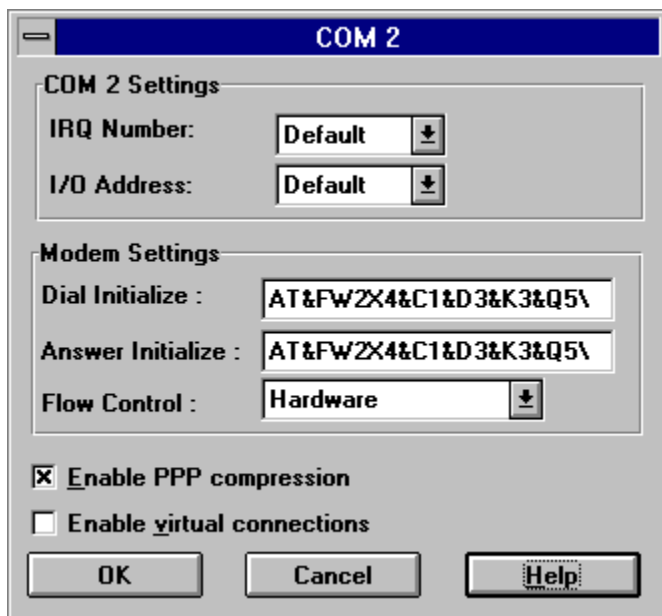 COM 2
COM 2 Settings
IRQ Number: Default
I/O Address: Default
Modem Settings
Dial Initialize : AT&FW2X4&C1&D3&K3&Q5\
Answer Initialize : AT&FW2X4&C1&D3&K3&Q5\
Flow Control : Hardware
Enable PPP compression
Enable virtual connections
OK Cancel Help